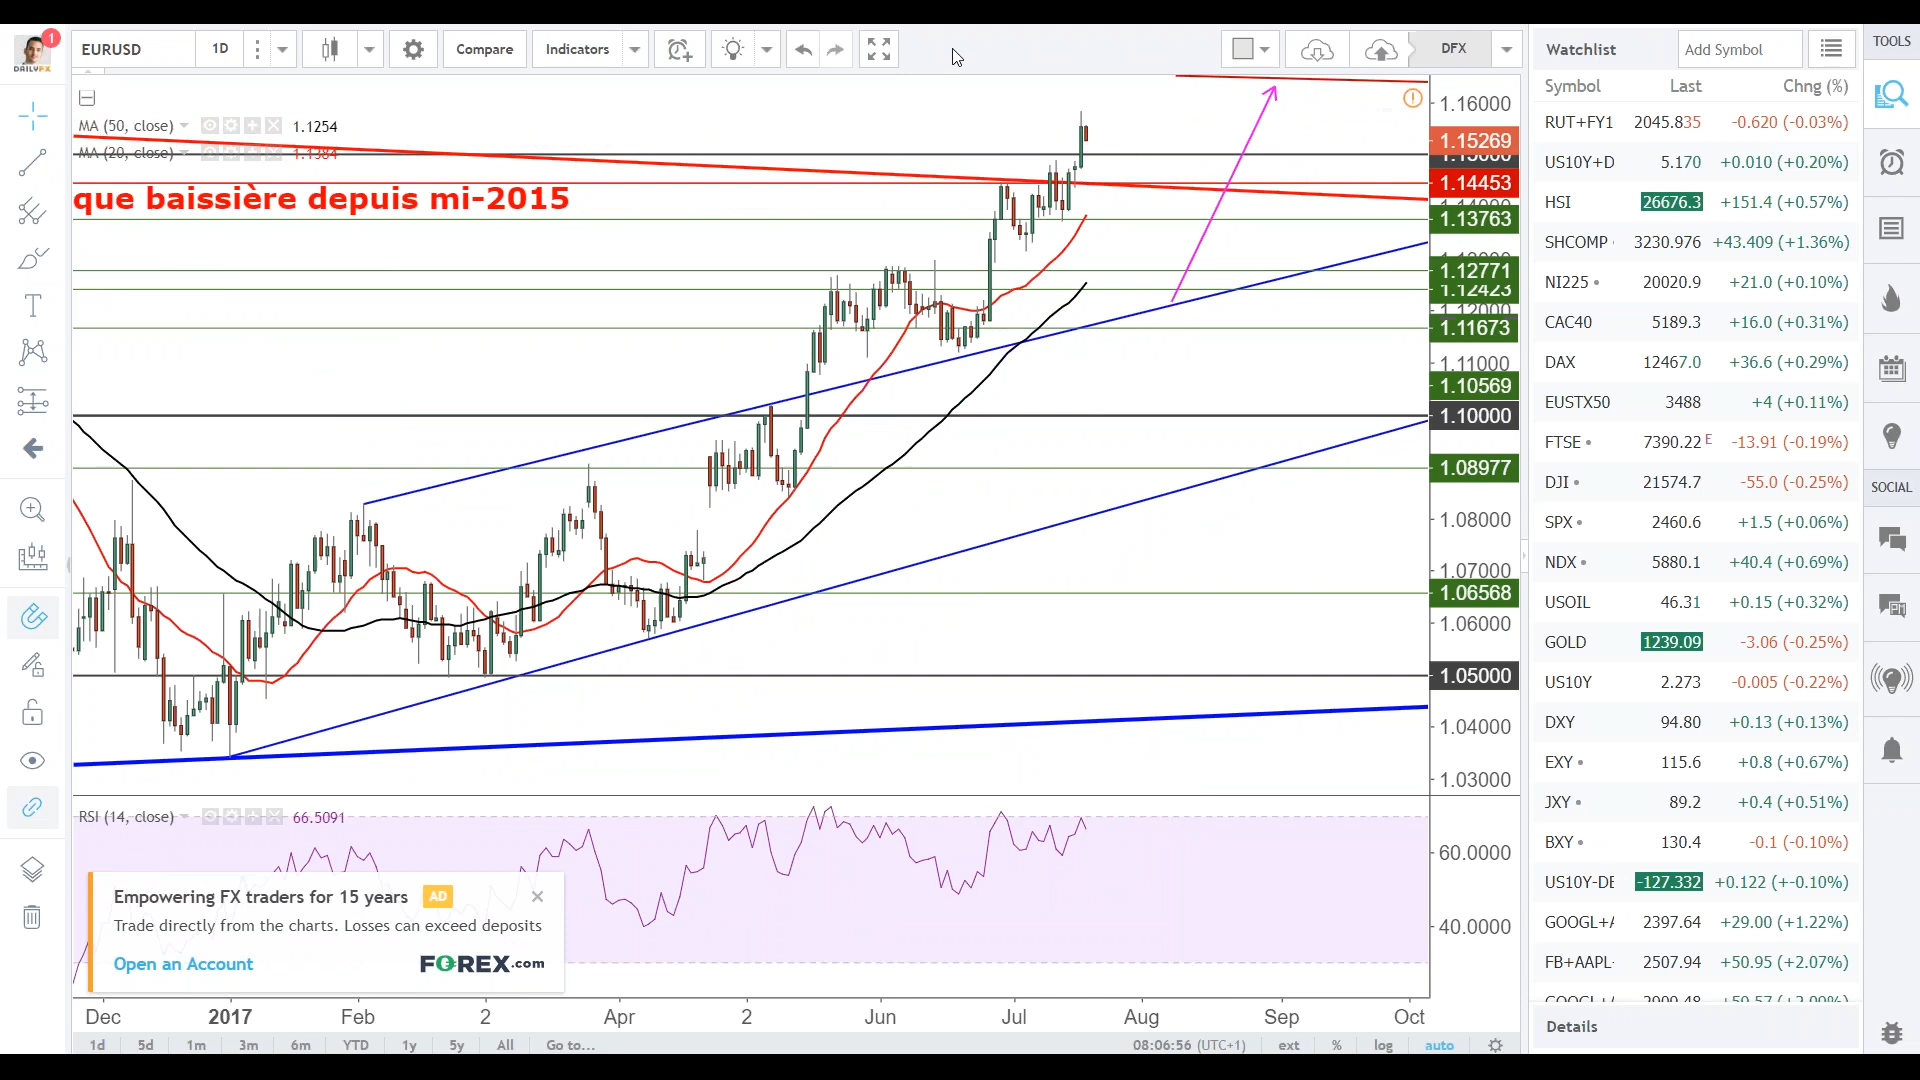 1
DAILYFX
EURUSD 1D Compare Indicators DFX
MA (50, close) 1.1254
MA (20, close) 1.1384
que baissière depuis mi-2015
1.16000
1.15269
1.15000
1.14453
1.14000
1.13763
1.12771
1.12423
1.12000
1.11673
1.11000
1.10569
1.10000
1.08977
1.08000
1.07000
1.06568
1.06000
1.05000
1.04000
1.03000
RSI (14, close) 66.5091
60.0000
40.0000
Empowering FX traders for 15 years AD
Trade directly from the charts. Losses can exceed deposits
Open an Account FOREX.com
Dec 2017 Feb 2 Apr 2 Jun Jul Aug Sep Oct
1d 5d 1m 3m 6m YTD 1y 5y All Go to... 08:06:56 (UTC+1) ext % log auto
Watchlist Add Symbol
Symbol Last Chng (%)
RUT+FY1 2045.835 -0.620 (-0.03%)
US10Y+D 5.170 +0.010 (+0.20%)
HSI 26676.3 +151.4 (+0.57%)
SHCOMP 3230.976 +43.409 (+1.36%)
NI225 20020.9 +21.0 (+0.10%)
CAC40 5189.3 +16.0 (+0.31%)
DAX 12467.0 +36.6 (+0.29%)
EUSTX50 3488 +4 (+0.11%)
FTSE 7390.22 E -13.91 (-0.19%)
DJI 21574.7 -55.0 (-0.25%)
SPX 2460.6 +1.5 (+0.06%)
NDX 5880.1 +40.4 (+0.69%)
USOIL 46.31 +0.15 (+0.32%)
GOLD 1239.09 -3.06 (-0.25%)
US10Y 2.273 -0.005 (-0.22%)
DXY 94.80 +0.13 (+0.13%)
EXY 115.6 +0.8 (+0.67%)
JXY 89.2 +0.4 (+0.51%)
BXY 130.4 -0.1 (-0.10%)
US10Y-DE -127.332 +0.122 (+-0.10%)
GOOGL+A 2397.64 +29.00 (+1.22%)
FB+AAPL- 2507.94 +50.95 (+2.07%)
Details
TOOLS
SOCIAL